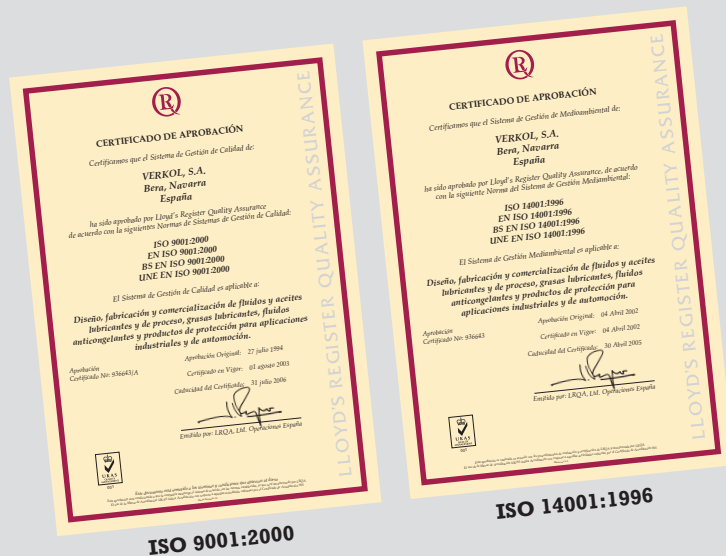 R
CERTIFICADO DE APROBACIÓN
Certificamos que el Sistema de Gestión de Calidad de:
VERKOL, S.A.
Bera, Navarra
España
ha sido aprobado por Lloyd's Register Quality Assurance
de acuerdo con la siguientes Normas de Sistemas de Gestión de Calidad:
ISO 9001:2000
EN ISO 9001:2000
BS EN ISO 9001:2000
UNE EN ISO 9001:2000
El Sistema de Gestión de Calidad es aplicable a:
Diseño, fabricación y comercialización de fluidos y aceites
lubricantes y de proceso, grasas lubricantes, fluidos
anticongelantes y productos de protección para aplicaciones
industriales y de automoción.
Aprobación
Certificado No: 936643/A
Aprobación Original: 27 julio 1994
Certificado en Vigor: 01 agosto 2003
Caducidad del Certificado: 31 julio 2006
Emitido por: LRQA, Ltd. Operaciones España
UKAS
001
LLOYD'S REGISTER QUALITY ASSURANCE
ISO 9001:2000
R
CERTIFICADO DE APROBACIÓN
Certificamos que el Sistema de Gestión de Medioambiental de:
VERKOL, S.A.
Bera, Navarra
España
ha sido aprobado por Lloyd's Register Quality Assurance, de acuerdo
con la siguiente Norma del Sistema de Gestión Mediambiental:
ISO 14001:1996
EN ISO 14001:1996
BS EN ISO 14001:1996
UNE EN ISO 14001:1996
El Sistema de Gestión Mediambiental es aplicable a:
Diseño, fabricación y comercialización de fluidos y aceites
lubricantes y de proceso, grasas lubricantes, fluidos
anticongelantes y productos de protección para
aplicaciones industriales y de automoción.
Aprobación
Certificado No: 936643
Aprobación Original: 04 Abril 2002
Certificado en Vigor: 04 Abril 2002
Caducidad del Certificado: 30 Abril 2005
Emitido por: LRQA, Ltd. Operaciones España
UKAS
001
LLOYD'S REGISTER QUALITY ASSURANCE
ISO 14001:1996